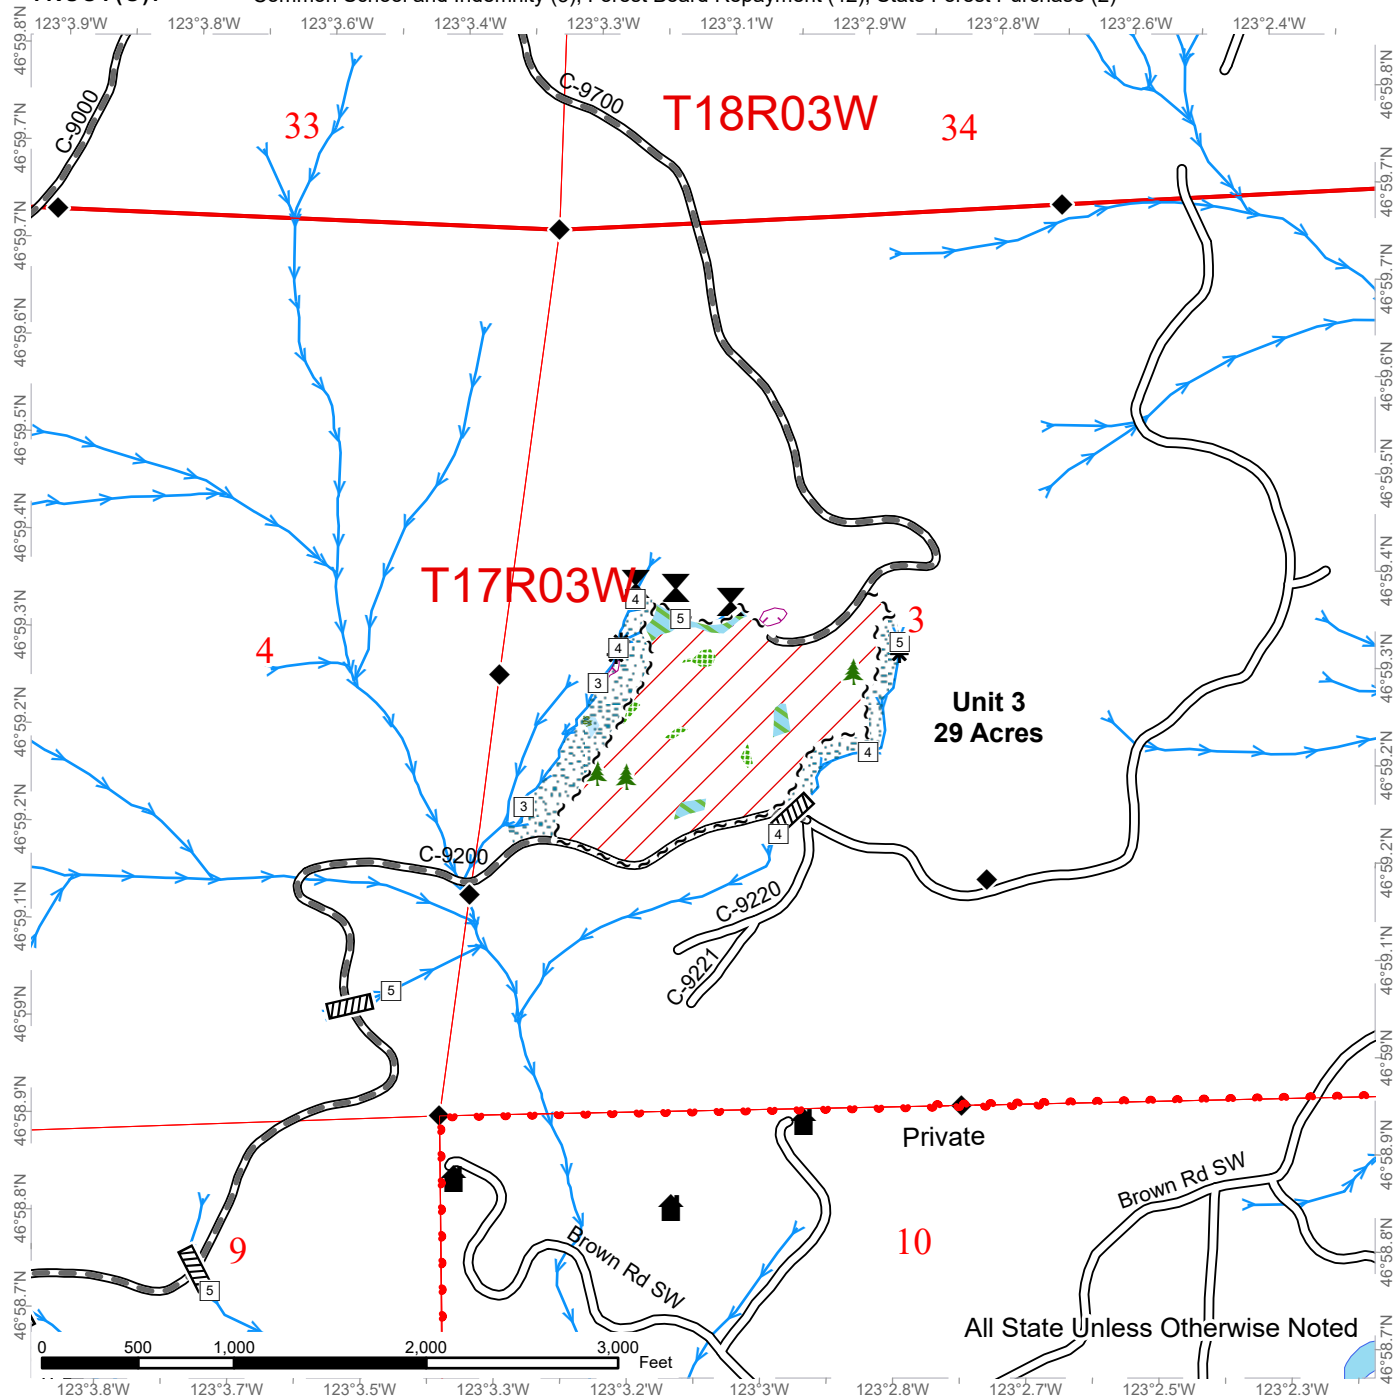 123°3.9'W 123°3.8'W 123°3.6'W 123°3.4'W 123°3.3'W 123°3.1'W 123°2.9'W 123°2.8'W 123°2.6'W 123°2.4'W
46°59.8'N
46°59.7'N
46°59.7'N
46°59.6'N
46°59.5'N
46°59.4'N
46°59.3'N
46°59.2'N
46°59.2'N
46°59.1'N
46°59'N
46°58.9'N
46°58.8'N
46°58.7'N
C-9000
33
C-9700
T18R03W
34
T17R03W
4
3
4
5
4
5
3
Unit 3
29 Acres
4
3
4
C-9200
C-9220
C-9221
5
Private
Brown Rd SW
9
10
Brown Rd SW
5
All State Unless Otherwise Noted
0 500 1,000 2,000 3,000
Feet
46°59.8'N
46°59.7'N
46°59.7'N
46°59.6'N
46°59.5'N
46°59.4'N
46°59.3'N
46°59.2'N
46°59.2'N
46°59.1'N
46°59'N
46°58.9'N
46°58.8'N
46°58.7'N
123°3.8'W 123°3.7'W 123°3.5'W 123°3.3'W 123°3.2'W 123°3'W 123°2.9'W 123°2.7'W 123°2.5'W 123°2.3'W